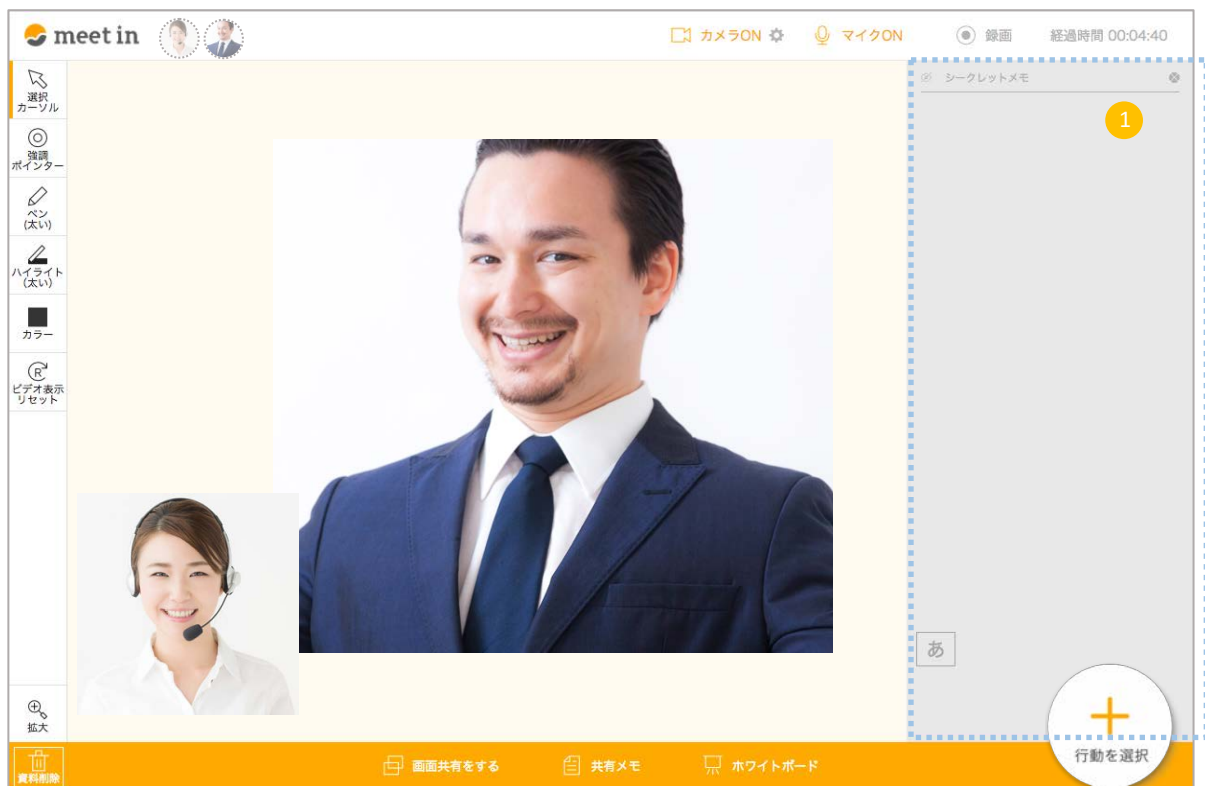 meet in
カメラON
マイクON
録画
経過時間 00:04:40
選択
カーソル
強調
ポインター
ペン
(太い)
ハイライト
(太い)
カラー
R
ビデオ表示
リセット
拡大
シークレットメモ
1
あ
行動を選択
資料削除
画面共有をする
共有メモ
ホワイトボード